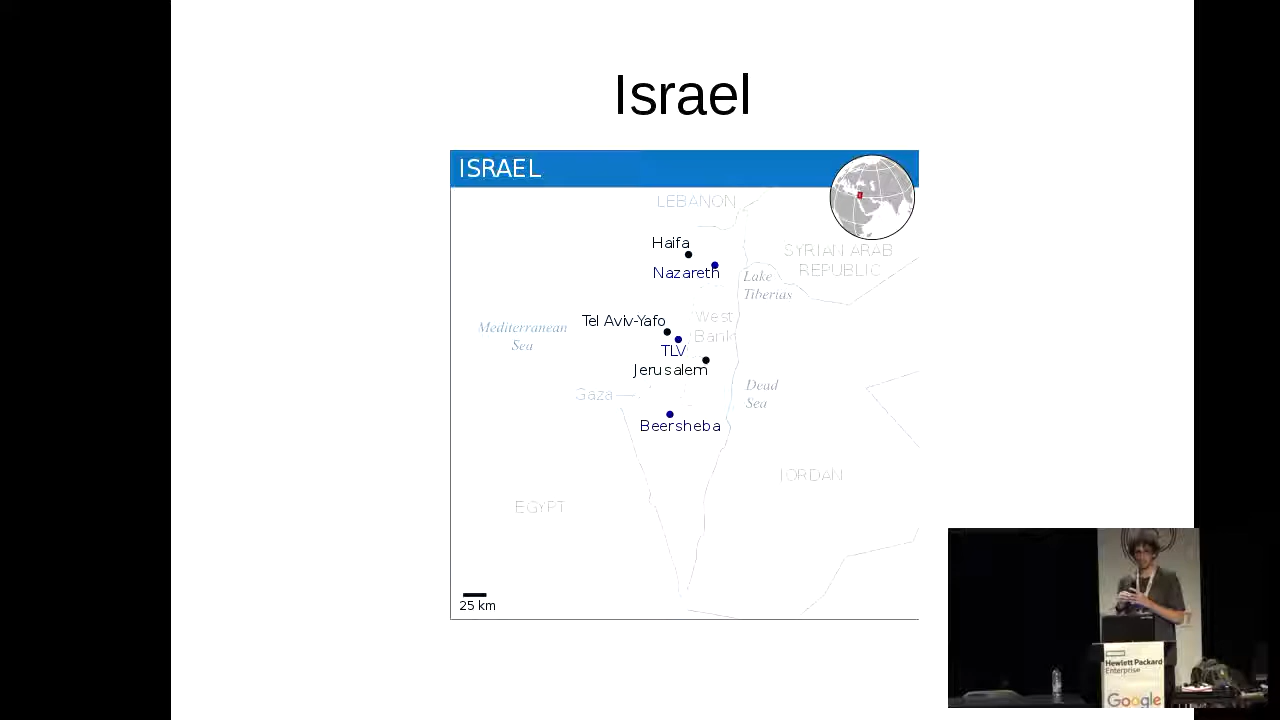 Israel
ISRAEL
LEBANON
Haifa
SYRIAN ARAB
REPUBLIC
Nazareth
Lake
Tiberias
Tel Aviv-Yafo
West
Bank
Mediterranean
Sea
TLV
Jerusalem
Dead
Sea
Gaza
Beersheba
JORDAN
EGYPT
25 km
Hewlett Packard
Enterprise
Google